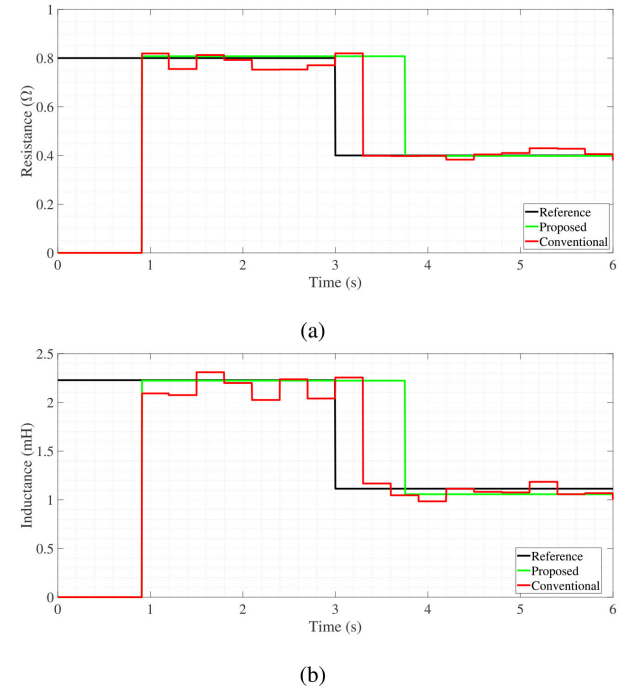 1
0.8
0.6
0.4
0.2
0
Resistance (Ω)
Reference
Proposed
Conventional
0 1 2 3 4 5 6
Time (s)
(a)
2.5
2
1.5
1
0.5
0
Inductance (mH)
Reference
Proposed
Conventional
0 1 2 3 4 5 6
Time (s)
(b)